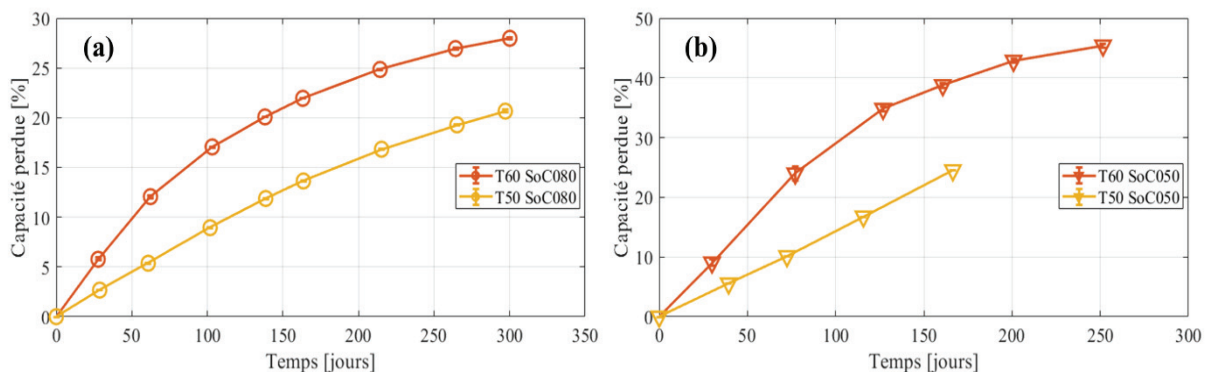 (a)
Capacité perdue [%]
30
25
20
15
10
5
0
T60 SoC080
T50 SoC080
0 50 100 150 200 250 300 350
Temps [jours]
(b)
Capacité perdue [%]
50
40
30
20
10
0
T60 SoC050
T50 SoC050
0 50 100 150 200 250 300
Temps [jours]